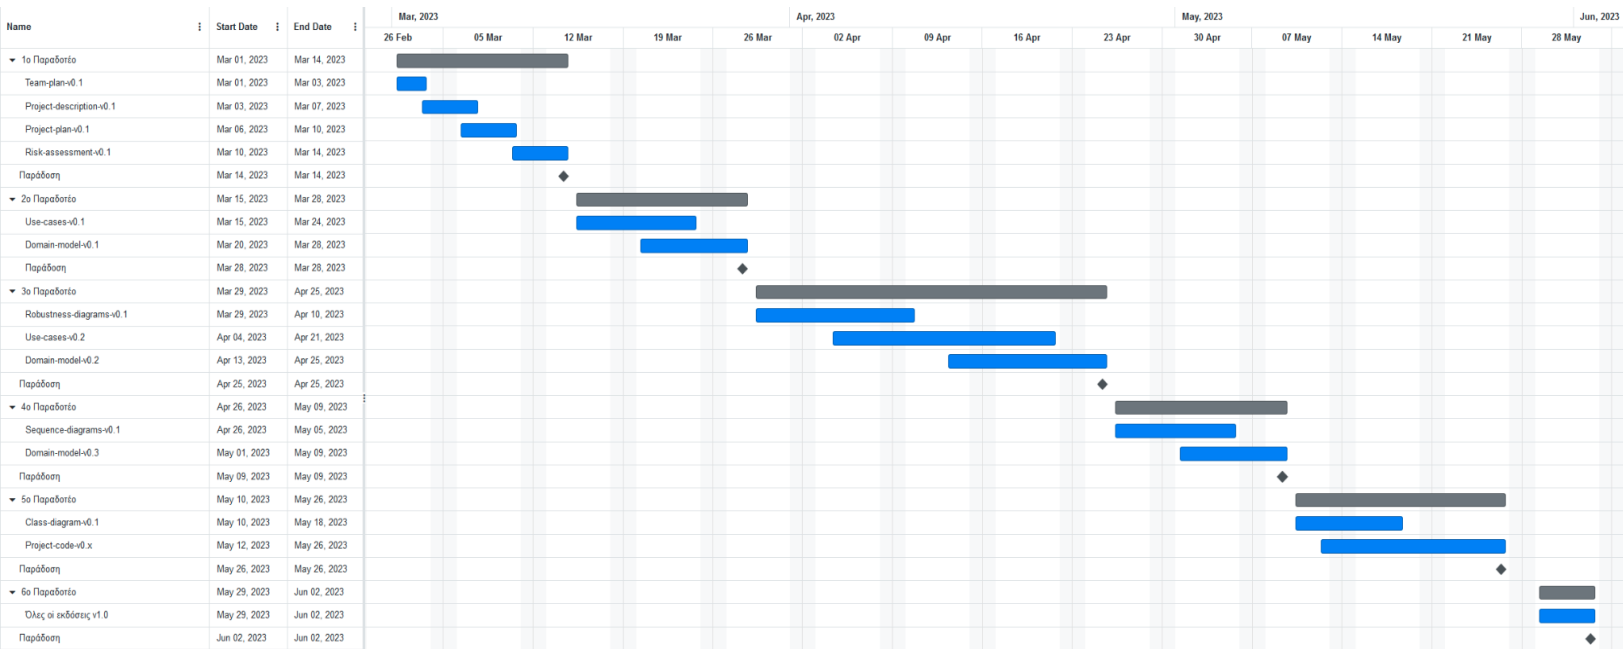 Mar, 2023 Apr, 2023 May, 2023 Jun, 2023
Name Start Date End Date
26 Feb 05 Mar 12 Mar 19 Mar 26 Mar 02 Apr 09 Apr 16 Apr 23 Apr 30 Apr 07 May 14 May 21 May 28 May
1ο Παραδοτέο Mar 01, 2023 Mar 14, 2023
Team-plan-v0.1 Mar 01, 2023 Mar 03, 2023
Project-description-v0.1 Mar 03, 2023 Mar 07, 2023
Project-plan-v0.1 Mar 06, 2023 Mar 10, 2023
Risk-assessment-v0.1 Mar 10, 2023 Mar 14, 2023
Παράδοση Mar 14, 2023 Mar 14, 2023
2ο Παραδοτέο Mar 15, 2023 Mar 28, 2023
Use-cases-v0.1 Mar 15, 2023 Mar 24, 2023
Domain-model-v0.1 Mar 20, 2023 Mar 28, 2023
Παράδοση Mar 28, 2023 Mar 28, 2023
3ο Παραδοτέο Mar 29, 2023 Apr 25, 2023
Robustness-diagrams-v0.1 Mar 29, 2023 Apr 10, 2023
Use-cases-v0.2 Apr 04, 2023 Apr 21, 2023
Domain-model-v0.2 Apr 13, 2023 Apr 25, 2023
Παράδοση Apr 25, 2023 Apr 25, 2023
4ο Παραδοτέο Apr 26, 2023 May 09, 2023
Sequence-diagrams-v0.1 Apr 26, 2023 May 05, 2023
Domain-model-v0.3 May 01, 2023 May 09, 2023
Παράδοση May 09, 2023 May 09, 2023
5ο Παραδοτέο May 10, 2023 May 26, 2023
Class-diagram-v0.1 May 10, 2023 May 18, 2023
Project-code-v0.x May 12, 2023 May 26, 2023
Παράδοση May 26, 2023 May 26, 2023
6ο Παραδοτέο May 29, 2023 Jun 02, 2023
Όλες οι εκδόσεις v1.0 May 29, 2023 Jun 02, 2023
Παράδοση Jun 02, 2023 Jun 02, 2023